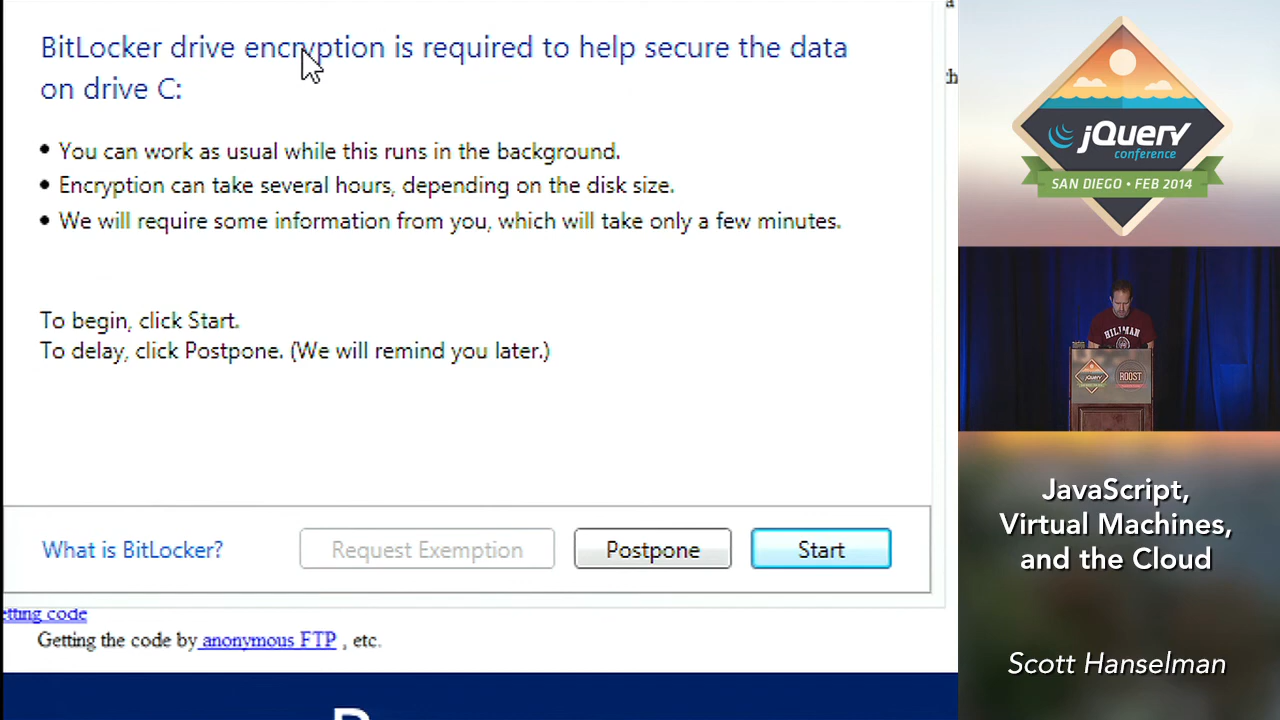 BitLocker drive encryption is required to help secure the data
on drive C:
• You can work as usual while this runs in the background.
• Encryption can take several hours, depending on the disk size.
• We will require some information from you, which will take only a few minutes.
To begin, click Start.
To delay, click Postpone. (We will remind you later.)
What is BitLocker?
Request Exemption
Postpone
Start
etting code
Getting the code by anonymous FTP , etc.
jQuery
conference
SAN DIEGO • FEB 2014
HILLMAN
jQuery
ROOST
JavaScript,
Virtual Machines,
and the Cloud
Scott Hanselman